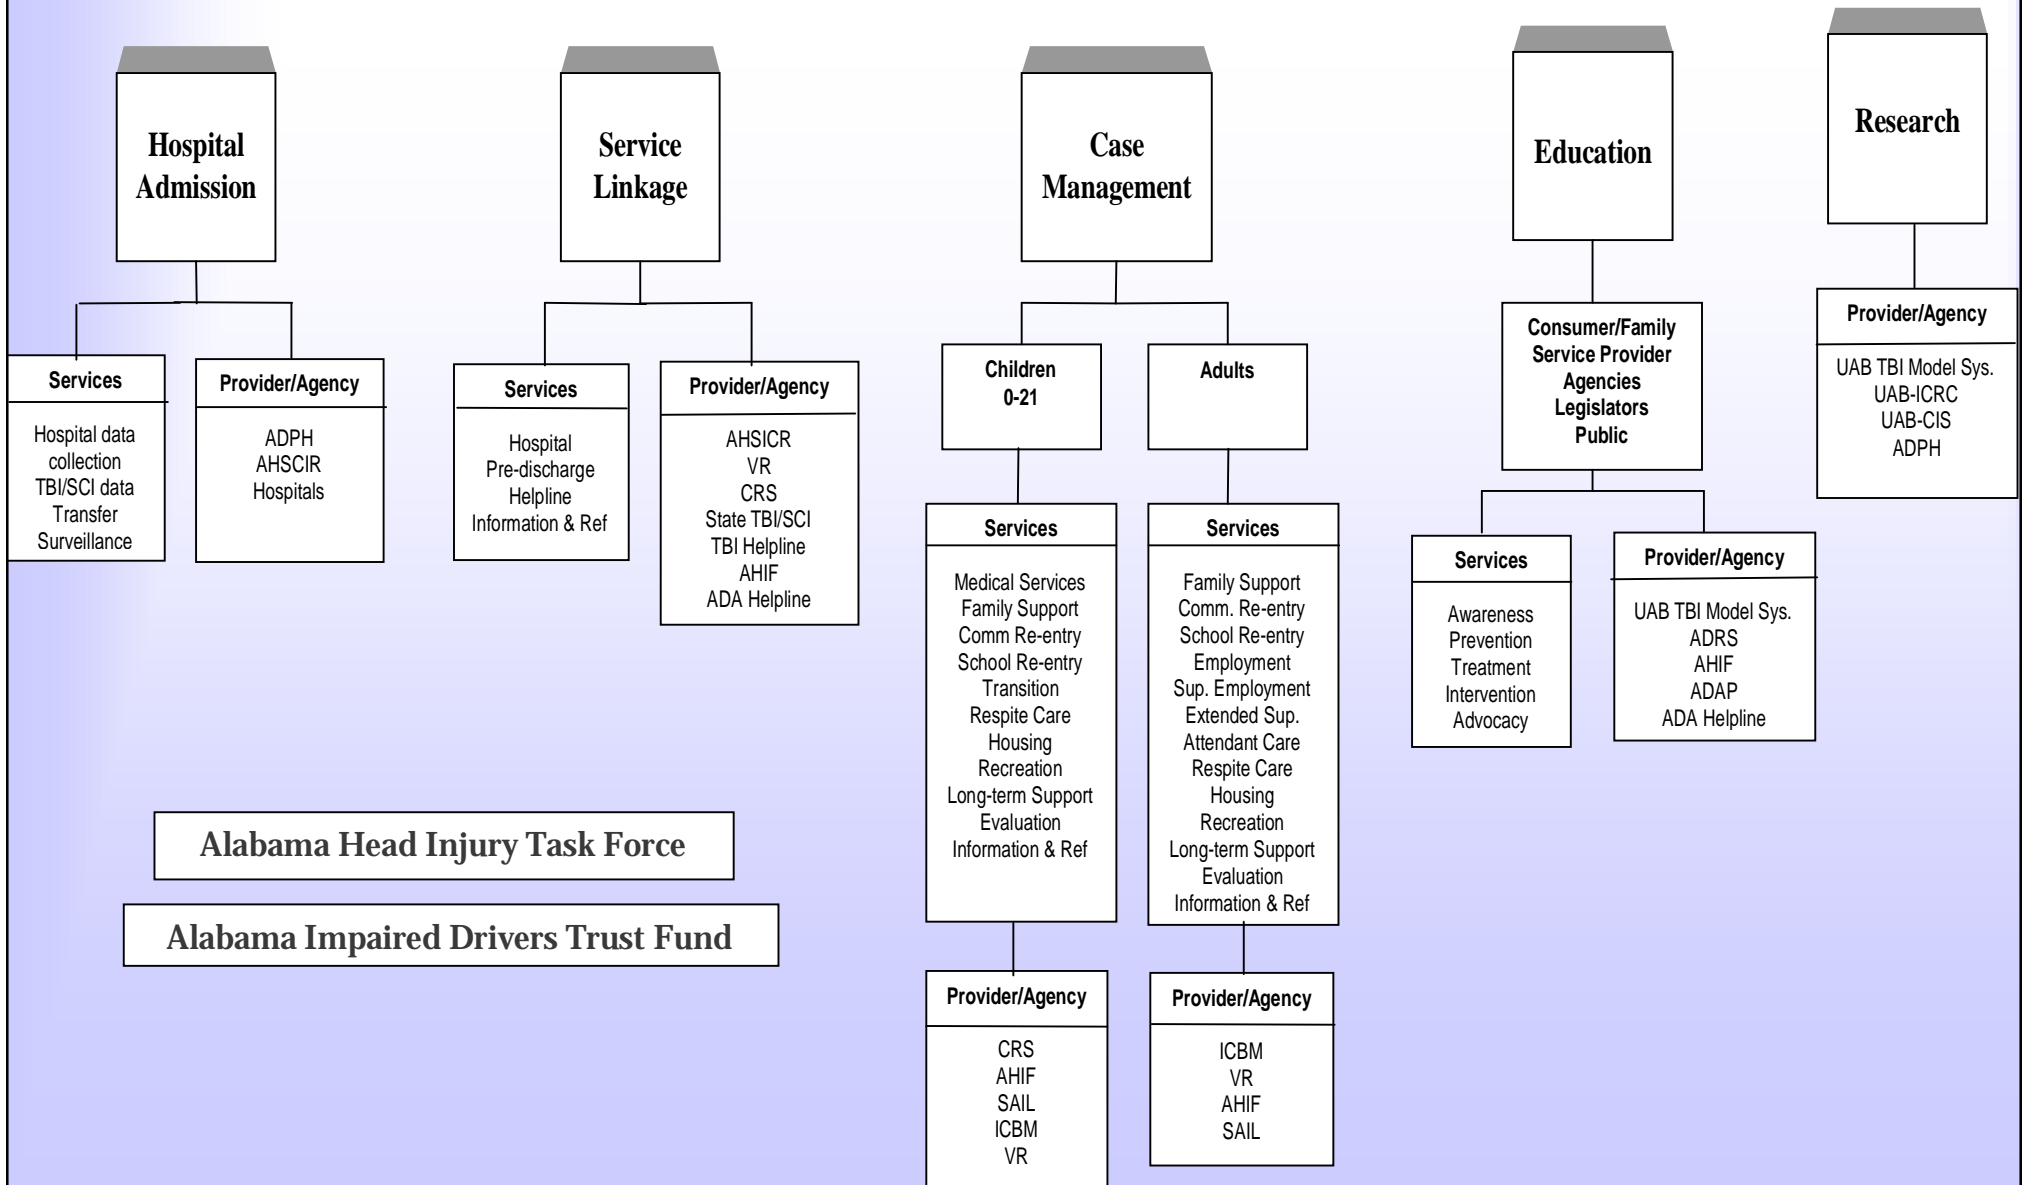 Hospital
Admission
Services
Hospital data
collection
TBI/SCI data
Transfer
Surveillance
Provider/Agency
ADPH
AHSCIR
Hospitals
Service
Linkage
Services
Hospital
Pre-discharge
Helpline
Information & Ref
Provider/Agency
AHSICR
VR
CRS
State TBI/SCI
TBI Helpline
AHIF
ADA Helpline
Case
Management
Children
0-21
Services
Medical Services
Family Support
Comm Re-entry
School Re-entry
Transition
Respite Care
Housing
Recreation
Long-term Support
Evaluation
Information & Ref
Provider/Agency
CRS
AHIF
SAIL
ICBM
VR
Adults
Services
Family Support
Comm. Re-entry
School Re-entry
Employment
Sup. Employment
Extended Sup.
Attendant Care
Respite Care
Housing
Recreation
Long-term Support
Evaluation
Information & Ref
Provider/Agency
ICBM
VR
AHIF
SAIL
Education
Consumer/Family
Service Provider
Agencies
Legislators
Public
Services
Awareness
Prevention
Treatment
Intervention
Advocacy
Provider/Agency
UAB TBI Model Sys.
ADRS
AHIF
ADAP
ADA Helpline
Research
Provider/Agency
UAB TBI Model Sys.
UAB-ICRC
UAB-CIS
ADPH
Alabama Head Injury Task Force
Alabama Impaired Drivers Trust Fund